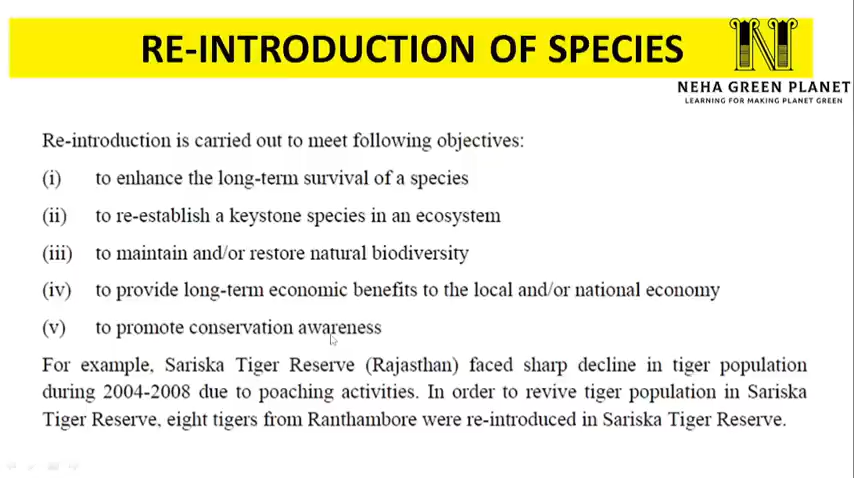 RE-INTRODUCTION OF SPECIES
N
NEHA GREEN PLANET
LEARNING FOR MAKING PLANET GREEN
Re-introduction is carried out to meet following objectives:
(i) to enhance the long-term survival of a species
(ii) to re-establish a keystone species in an ecosystem
(iii) to maintain and/or restore natural biodiversity
(iv) to provide long-term economic benefits to the local and/or national economy
(v) to promote conservation awareness
For example, Sariska Tiger Reserve (Rajasthan) faced sharp decline in tiger population
during 2004-2008 due to poaching activities. In order to revive tiger population in Sariska
Tiger Reserve, eight tigers from Ranthambore were re-introduced in Sariska Tiger Reserve.